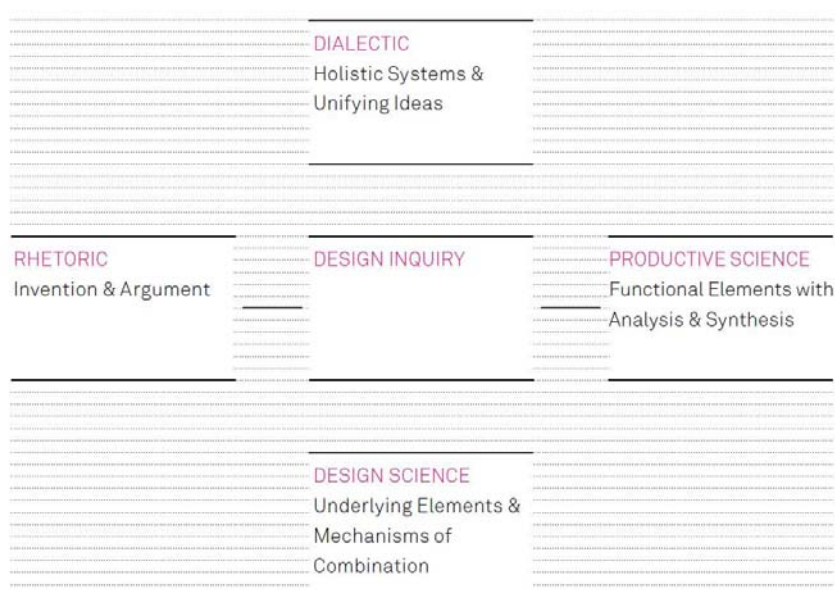 DIALECTIC
Holistic Systems &
Unifying Ideas
RHETORIC
Invention & Argument
DESIGN INQUIRY
PRODUCTIVE SCIENCE
Functional Elements with
Analysis & Synthesis
DESIGN SCIENCE
Underlying Elements &
Mechanisms of
Combination